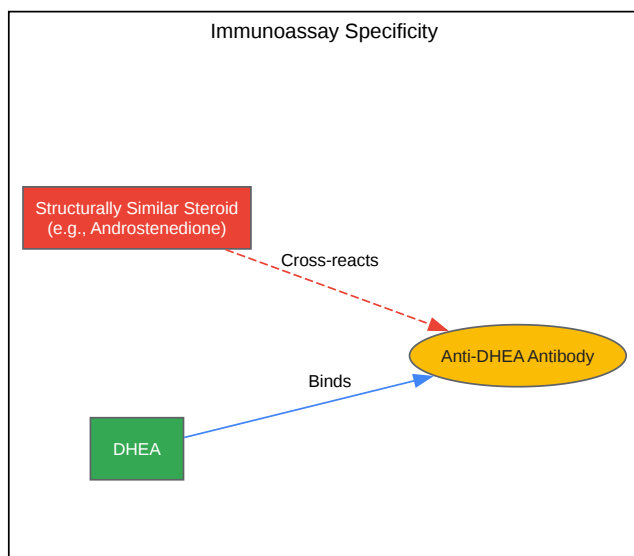 Immunoassay Specificity
Structurally Similar Steroid
(e.g., Androstenedione)
Cross-reacts
Anti-DHEA Antibody
Binds
DHEA